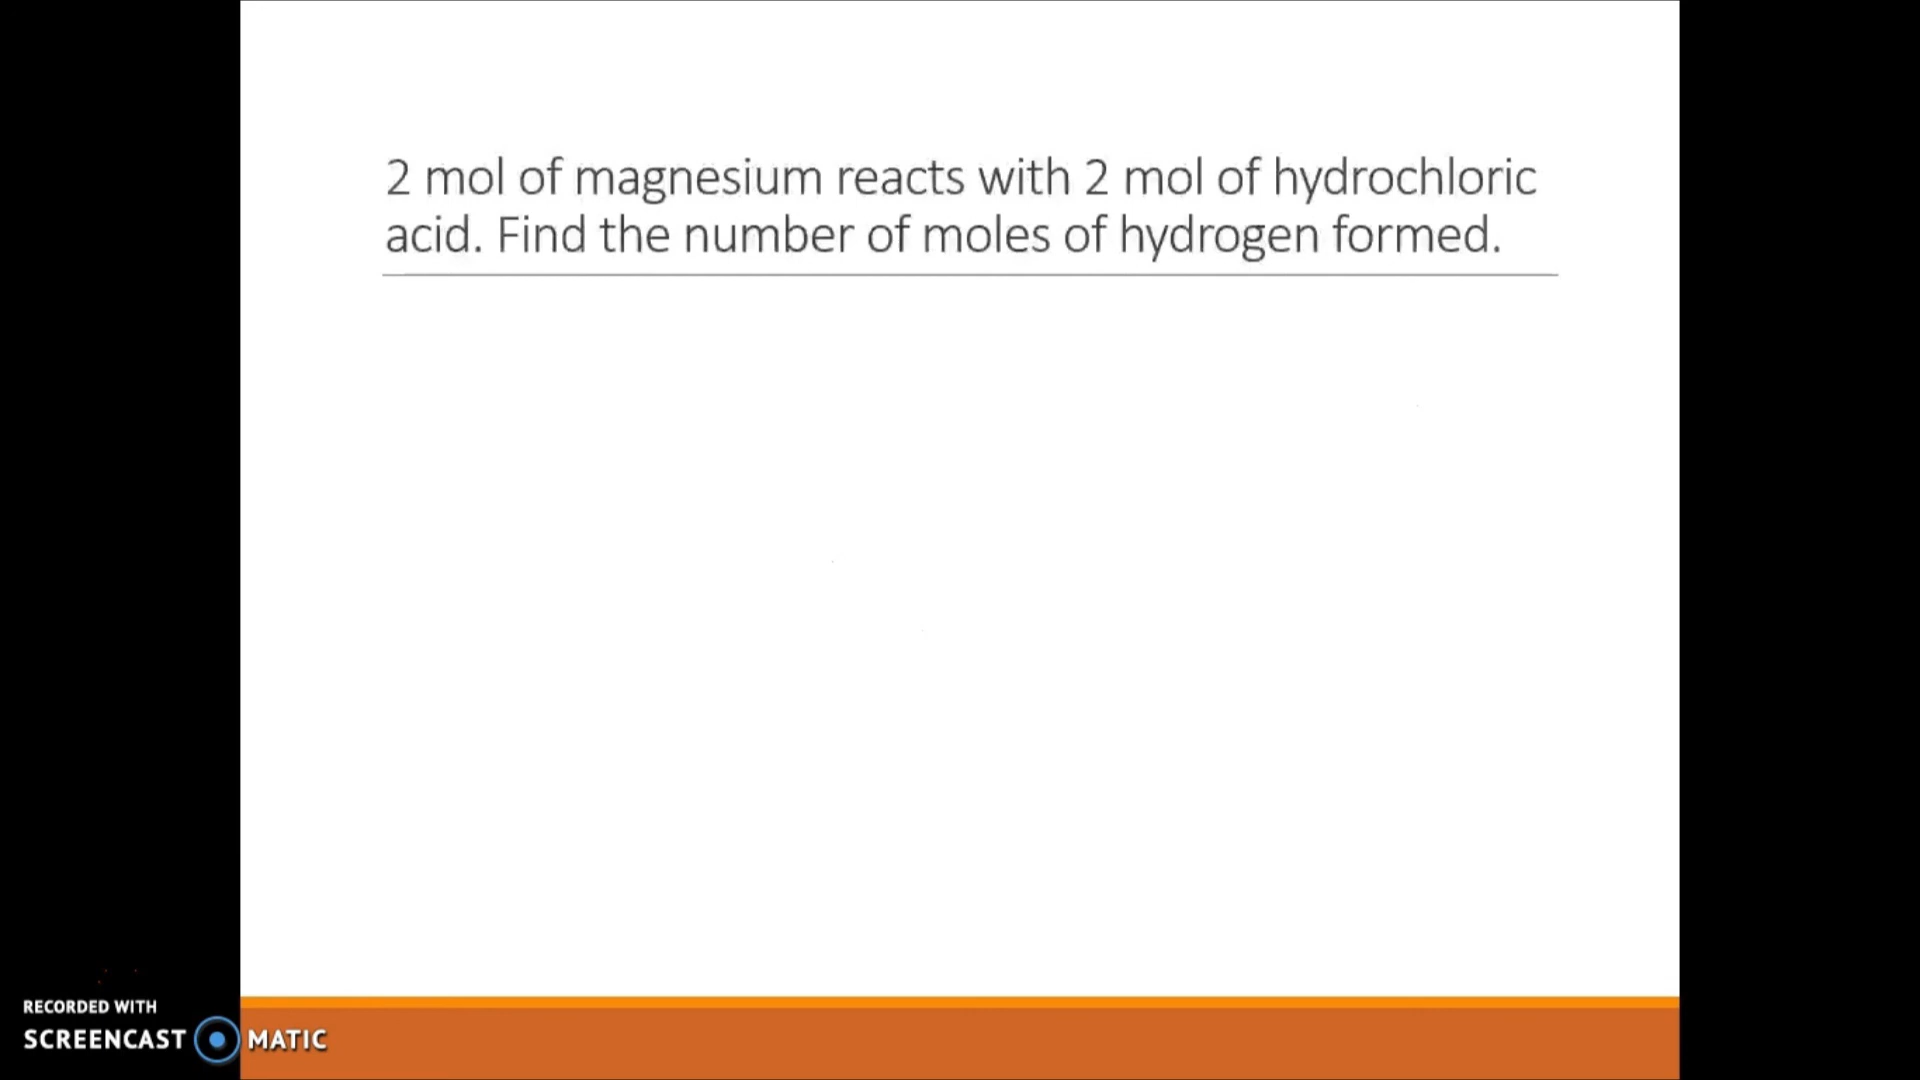 2 mol of magnesium reacts with 2 mol of hydrochloric
acid. Find the number of moles of hydrogen formed.
RECORDED WITH
SCREENCAST MATIC